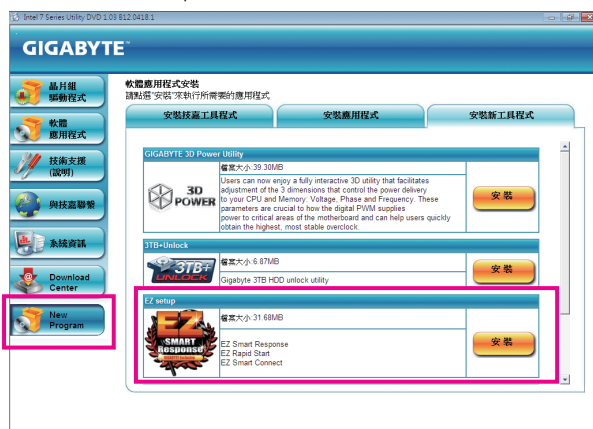 Intel 7 Series Utility DVD 1.03 B12.0418.1
GIGABYTE™
晶片組
驅動程式
軟體
應用程式
技術支援
(說明)
與技嘉聯繫
系統資訊
Download
Center
New
Program
軟體應用程式安裝
請點選"安裝"來執行所需要的應用程式
安裝技嘉工具程式
安裝應用程式
安裝新工具程式
GIGABYTE 3D Power Utility
3D
POWER
檔案大小:39.30MB
Users can now enjoy a fully interactive 3D utility that facilitates
adjustment of the 3 dimensions that control the power delivery
to your CPU and Memory: Voltage, Phase and Frequency. These
parameters are crucial to how the digital PWM supplies
power to critical areas of the motherboard and can help users quickly
obtain the highest, most stable overclock.
安裝
3TB+Unlock
3TB+
UNLOCK
檔案大小:6.87MB
Gigabyte 3TB HDD unlock utility
安裝
EZ setup
EZ
SMART
Response
檔案大小:31.68MB
EZ Smart Response
EZ Rapid Start
EZ Smart Connect
安裝